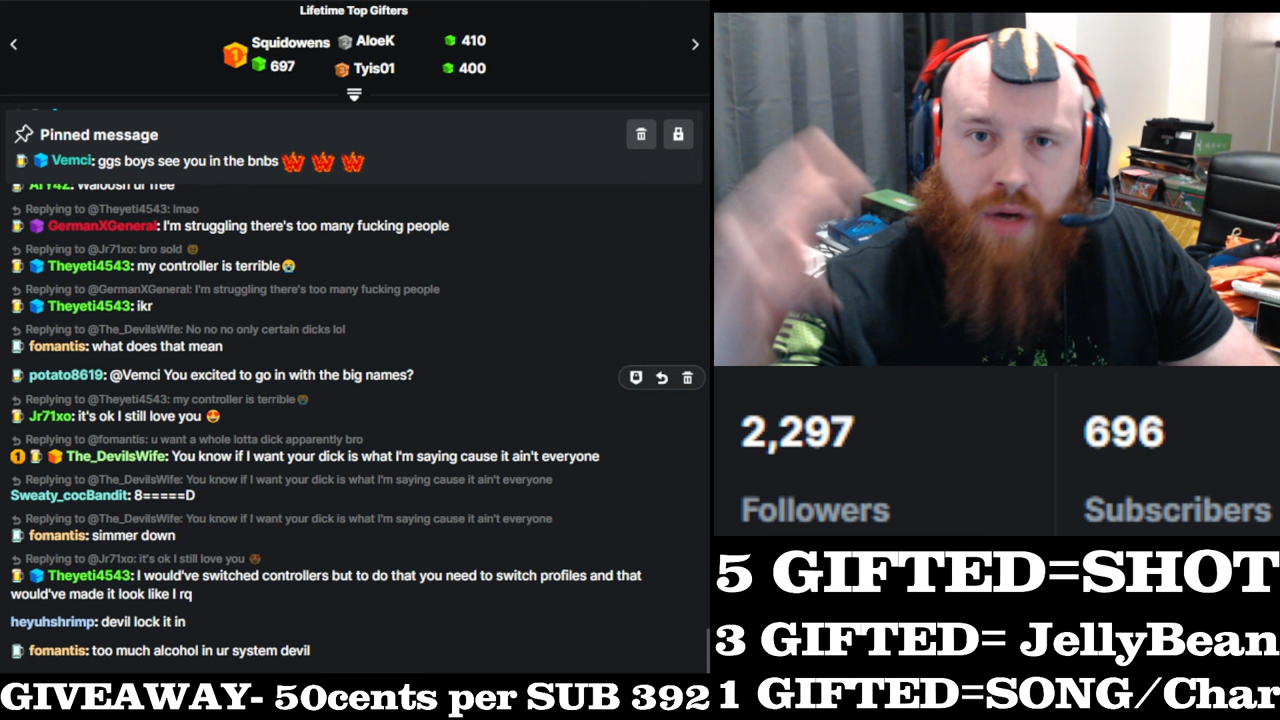 Lifetime Top Gifters
1 Squidowens AloeK 410
697 Tyis01 400
Pinned message
Vemci: ggs boys see you in the bnbs
AFY4Z: Waloosh ur free
Replying to @Theyeti4543: lmao
GermanXGeneral: I'm struggling there's too many fucking people
Replying to @Jr71xo: bro sold
Theyeti4543: my controller is terrible😭
Replying to @GermanXGeneral: I'm struggling there's too many fucking people
Theyeti4543: ikr
Replying to @The_DevilsWife: No no no only certain dicks lol
fomantis: what does that mean
potato8619: @Vemci You excited to go in with the big names?
Replying to @Theyeti4543: my controller is terrible😭
Jr71xo: it's ok I still love you 😍
Replying to @fomantis: u want a whole lotta dick apparently bro
1 The_DevilsWife: You know if I want your dick is what I'm saying cause it ain't everyone
Replying to @The_DevilsWife: You know if I want your dick is what I'm saying cause it ain't everyone
Sweaty_cocBandit: 8=====D
Replying to @The_DevilsWife: You know if I want your dick is what I'm saying cause it ain't everyone
fomantis: simmer down
Replying to @Jr71xo: it's ok I still love you 😍
Theyeti4543: I would've switched controllers but to do that you need to switch profiles and that
would've made it look like I rq
heyuhshrimp: devil lock it in
fomantis: too much alcohol in ur system devil
GIVEAWAY- 50cents per SUB 392
2,297
Followers
696
Subscribers
5 GIFTED=SHOT
3 GIFTED= JellyBean
1 GIFTED=SONG/Char